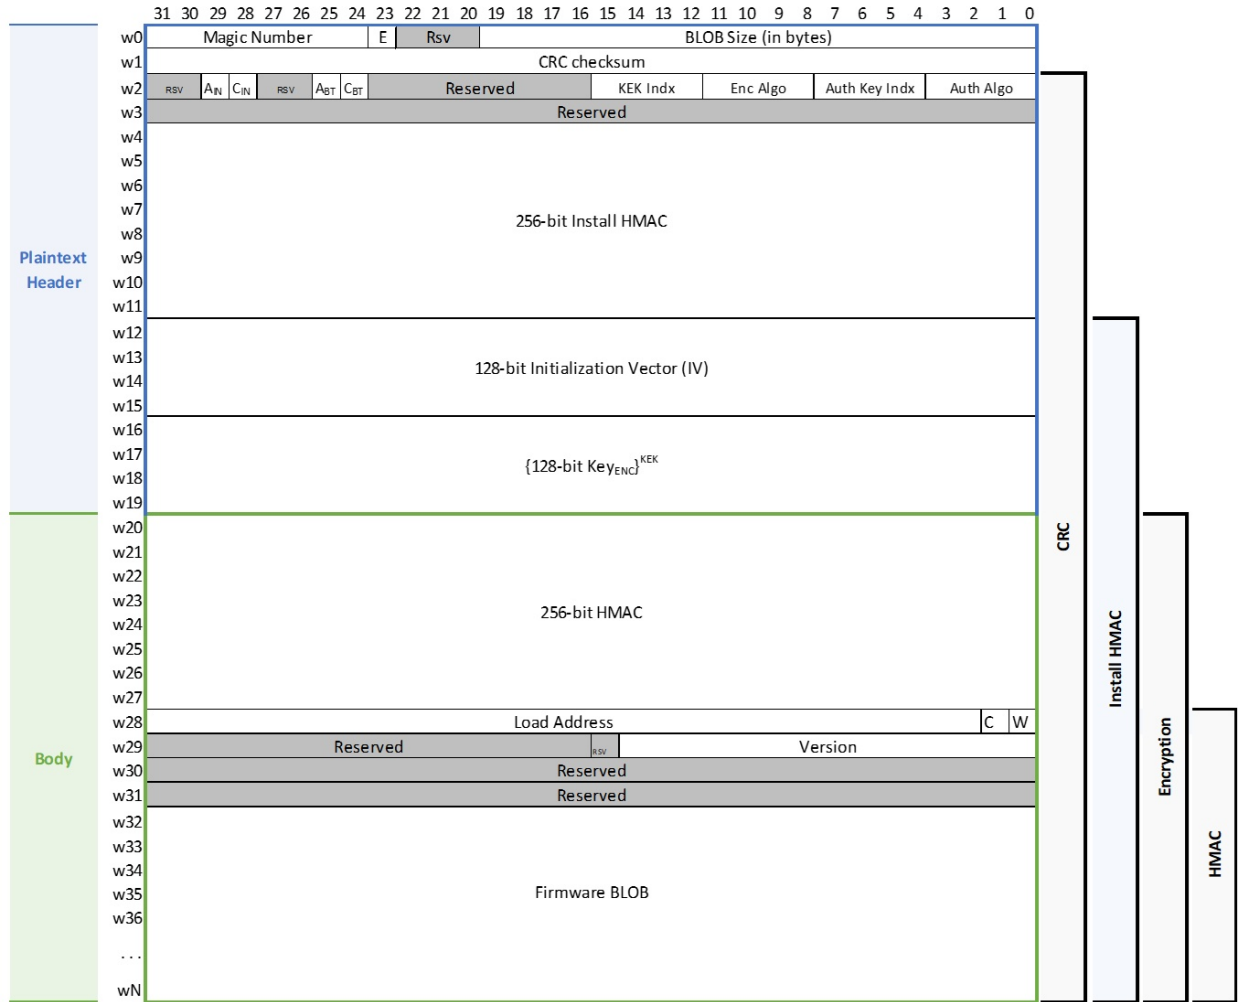 31 30 29 28 27 26 25 24 23 22 21 20 19 18 17 16 15 14 13 12 11 10 9 8 7 6 5 4 3 2 1 0
w0 Magic Number E Rsv BLOB Size (in bytes)
w1 CRC checksum
w2 RSV AIN CIN RSV ABT CBT Reserved KEK Indx Enc Algo Auth Key Indx Auth Algo
w3 Reserved
w4
w5
w6
w7
256-bit Install HMAC
w8
w9
Plaintext
Header
w10
w11
w12
w13
128-bit Initialization Vector (IV)
w14
w15
w16
w17
{128-bit KeyENC}KEK
w18
w19
w20
w21
w22
w23
256-bit HMAC
w24
w25
w26
w27
w28 Load Address C W
w29 Reserved RSV Version
Body
w30 Reserved
w31 Reserved
w32
w33
w34
w35 Firmware BLOB
w36
...
wN
CRC
Install HMAC
Encryption
HMAC